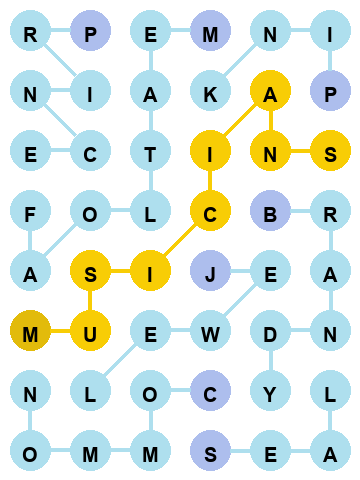 R P E M N I
N I A K A P
E C T I N S
F O L C B R
A S I J E A
M U E W D N
N L O C Y L
O M M S E A